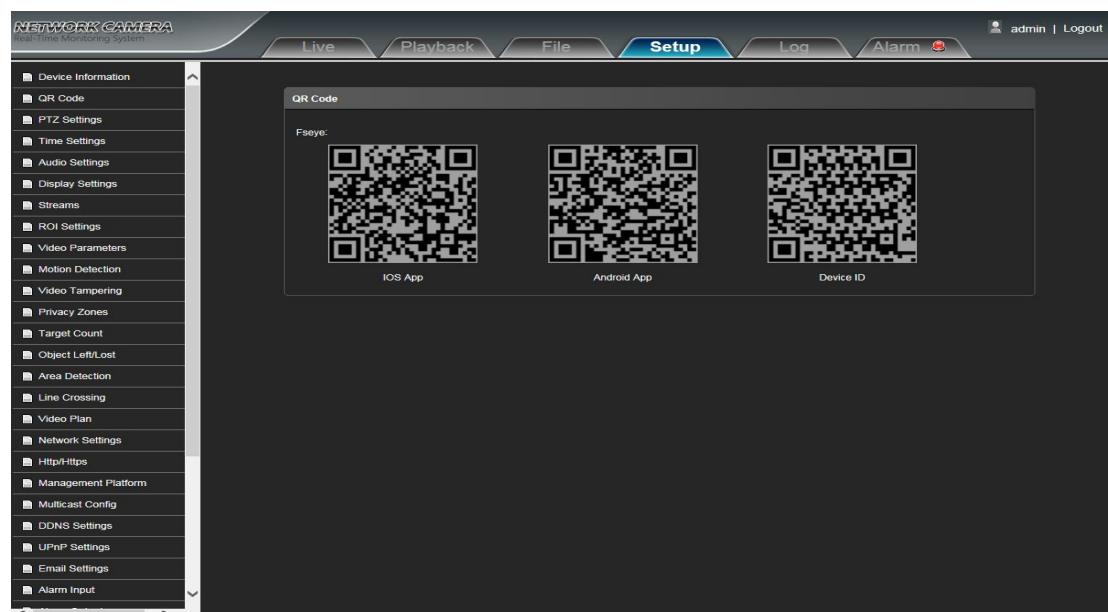 NETWORK CAMERA
Real-Time Monitoring System
admin | Logout
Live Playback File Setup Log Alarm
Device Information
QR Code
PTZ Settings
Time Settings
Audio Settings
Display Settings
Streams
ROI Settings
Video Parameters
Motion Detection
Video Tampering
Privacy Zones
Target Count
Object Left/Lost
Area Detection
Line Crossing
Video Plan
Network Settings
Http/Https
Management Platform
Multicast Config
DDNS Settings
UPnP Settings
Email Settings
Alarm Input
QR Code
Fseye:
IOS App
Android App
Device ID